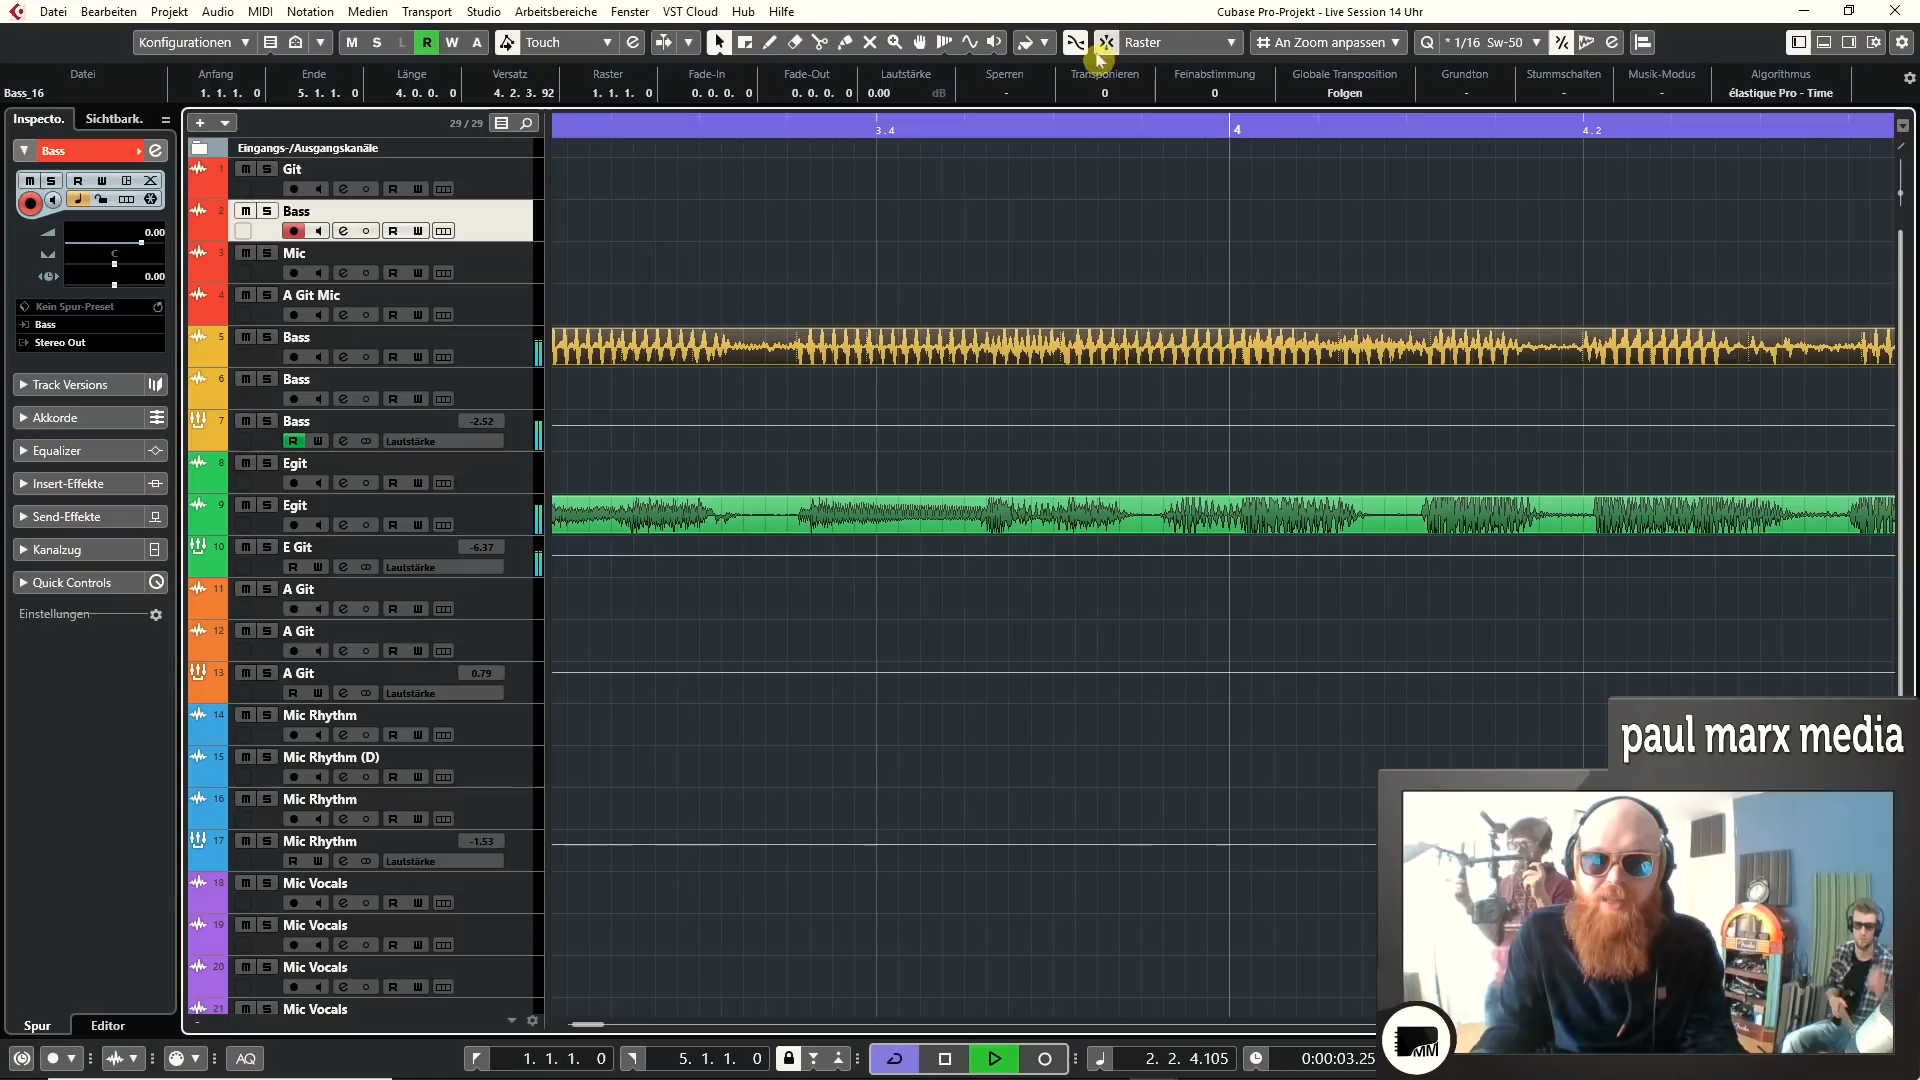 Datei Bearbeiten Projekt Audio MIDI Notation Medien Transport Studio Arbeitsbereiche Fenster VST Cloud Hub Hilfe
Cubase Pro-Projekt - Live Session 14 Uhr
Konfigurationen M S L R W A Touch Raster An Zoom anpassen Q * 1/16 Sw-50
Datei Anfang Ende Länge Versatz Raster Fade-In Fade-Out Lautstärke Sperren Transponieren Feinabstimmung Globale Transposition Grundton Stummschalten Musik-Modus Algorithmus
Bass_16 1. 1. 1. 0 5. 1. 1. 0 4. 0. 0. 0 4. 2. 3. 92 1. 1. 1. 0 0. 0. 0. 0 0. 0. 0. 0 0.00 dB - 0 0 Folgen - - - élastique Pro - Time
Inspecto. Sichtbark.
Bass
M S R W
0.00
C
0.00
Kein Spur-Preset
Bass
Stereo Out
Track Versions
Akkorde
Equalizer
Insert-Effekte
Send-Effekte
Kanalzug
Quick Controls
Einstellungen
Spur Editor
29 / 29
Eingangs-/Ausgangskanäle
1 M S Git
R W
2 M S Bass
R W
3 M S Mic
R W
4 M S A Git Mic
R W
5 M S Bass
R W
6 M S Bass
R W
7 M S Bass -2.52
R W Lautstärke
8 M S Egit
R W
9 M S Egit
R W
10 M S E Git -6.37
R W Lautstärke
11 M S A Git
R W
12 M S A Git
R W
13 M S A Git 0.79
R W Lautstärke
14 M S Mic Rhythm
R W
15 M S Mic Rhythm (D)
R W
16 M S Mic Rhythm
R W
17 M S Mic Rhythm -1.53
R W Lautstärke
18 M S Mic Vocals
R W
19 M S Mic Vocals
R W
20 M S Mic Vocals
R W
21 M S Mic Vocals
3.4 4 4.2
paul marx media
MM
AQ 1. 1. 1. 0 5. 1. 1. 0 2. 2. 4.105 0:00:03.25